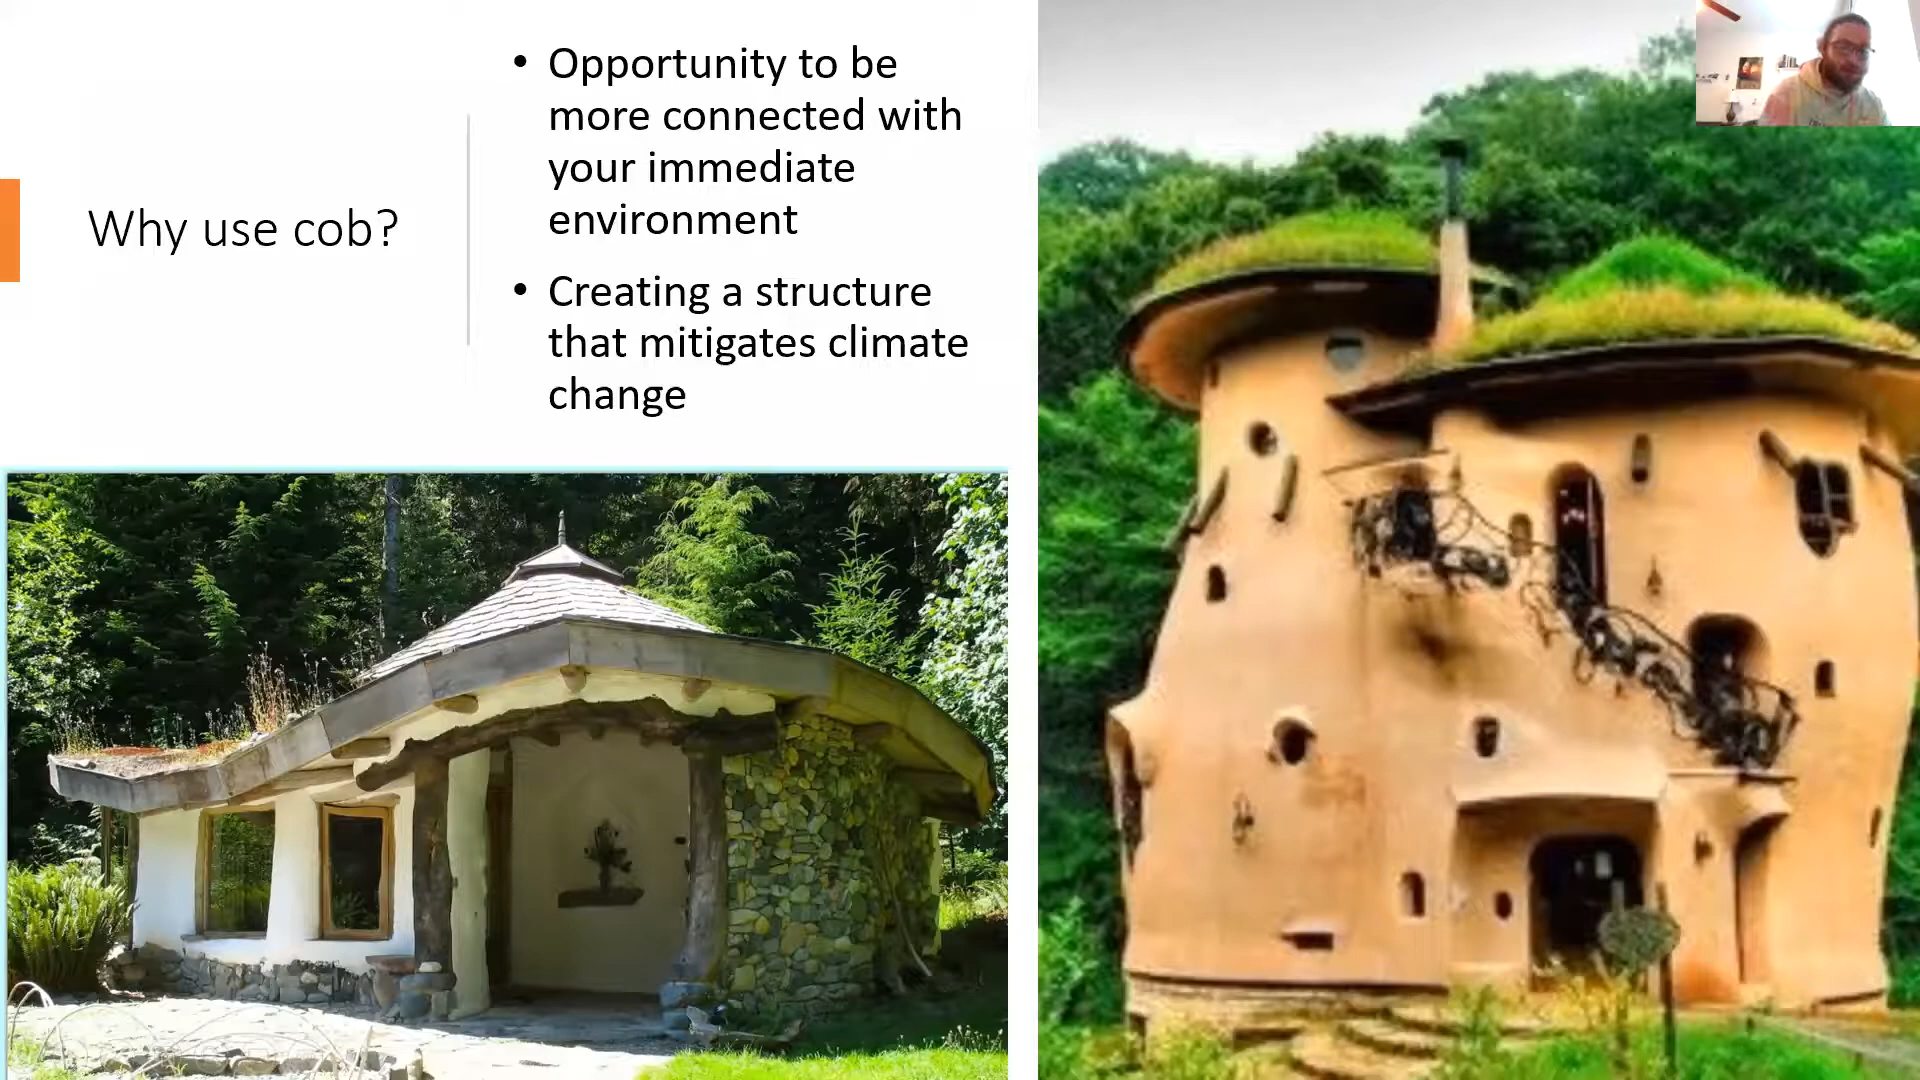 Why use cob?
• Opportunity to be
more connected with
your immediate
environment
• Creating a structure
that mitigates climate
change